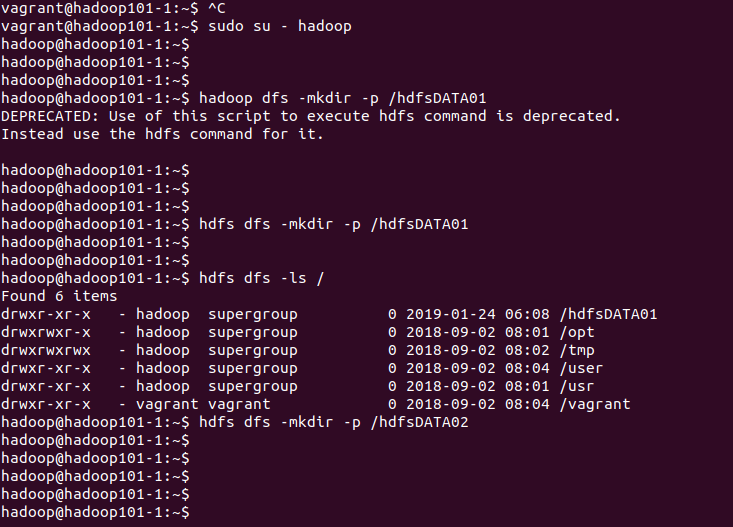 vagrant@hadoop101-1:~$ ^C
vagrant@hadoop101-1:~$ sudo su - hadoop
hadoop@hadoop101-1:~$
hadoop@hadoop101-1:~$
hadoop@hadoop101-1:~$
hadoop@hadoop101-1:~$ hadoop dfs -mkdir -p /hdfsDATA01
DEPRECATED: Use of this script to execute hdfs command is deprecated.
Instead use the hdfs command for it.

hadoop@hadoop101-1:~$
hadoop@hadoop101-1:~$
hadoop@hadoop101-1:~$
hadoop@hadoop101-1:~$ hdfs dfs -mkdir -p /hdfsDATA01
hadoop@hadoop101-1:~$
hadoop@hadoop101-1:~$
hadoop@hadoop101-1:~$ hdfs dfs -ls /
Found 6 items
drwxr-xr-x   - hadoop  supergroup          0 2019-01-24 06:08 /hdfsDATA01
drwxrwxr-x   - hadoop  supergroup          0 2018-09-02 08:01 /opt
drwxrwxrwx   - hadoop  supergroup          0 2018-09-02 08:02 /tmp
drwxr-xr-x   - hadoop  supergroup          0 2018-09-02 08:04 /user
drwxr-xr-x   - hadoop  supergroup          0 2018-09-02 08:01 /usr
drwxr-xr-x   - vagrant vagrant             0 2018-09-02 08:04 /vagrant
hadoop@hadoop101-1:~$ hdfs dfs -mkdir -p /hdfsDATA02
hadoop@hadoop101-1:~$
hadoop@hadoop101-1:~$
hadoop@hadoop101-1:~$
hadoop@hadoop101-1:~$
hadoop@hadoop101-1:~$